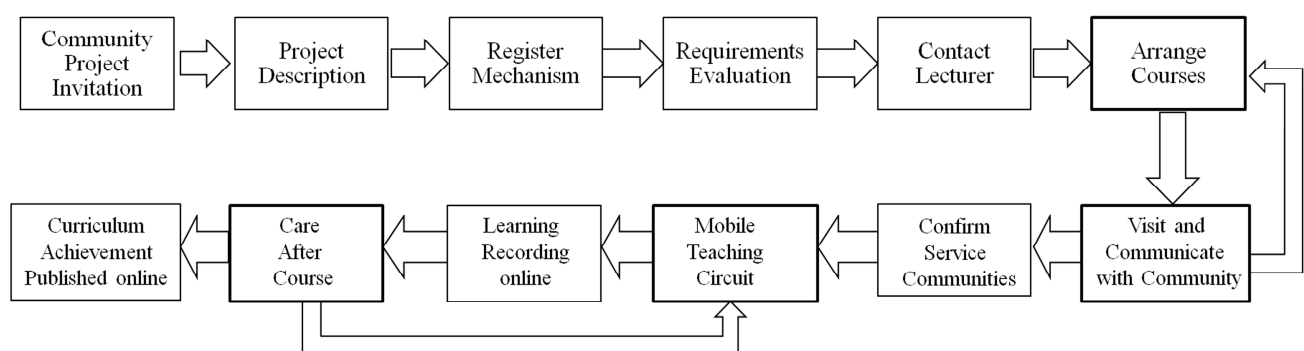 Community
Project
Invitation
Project
Description
Register
Mechanism
Requirements
Evaluation
Contact
Lecturer
Arrange
Courses
Curriculum
Achievement
Published online
Care
After
Course
Learning
Recording
online
Mobile
Teaching
Circuit
Confirm
Service
Communities
Visit and
Communicate
with Community